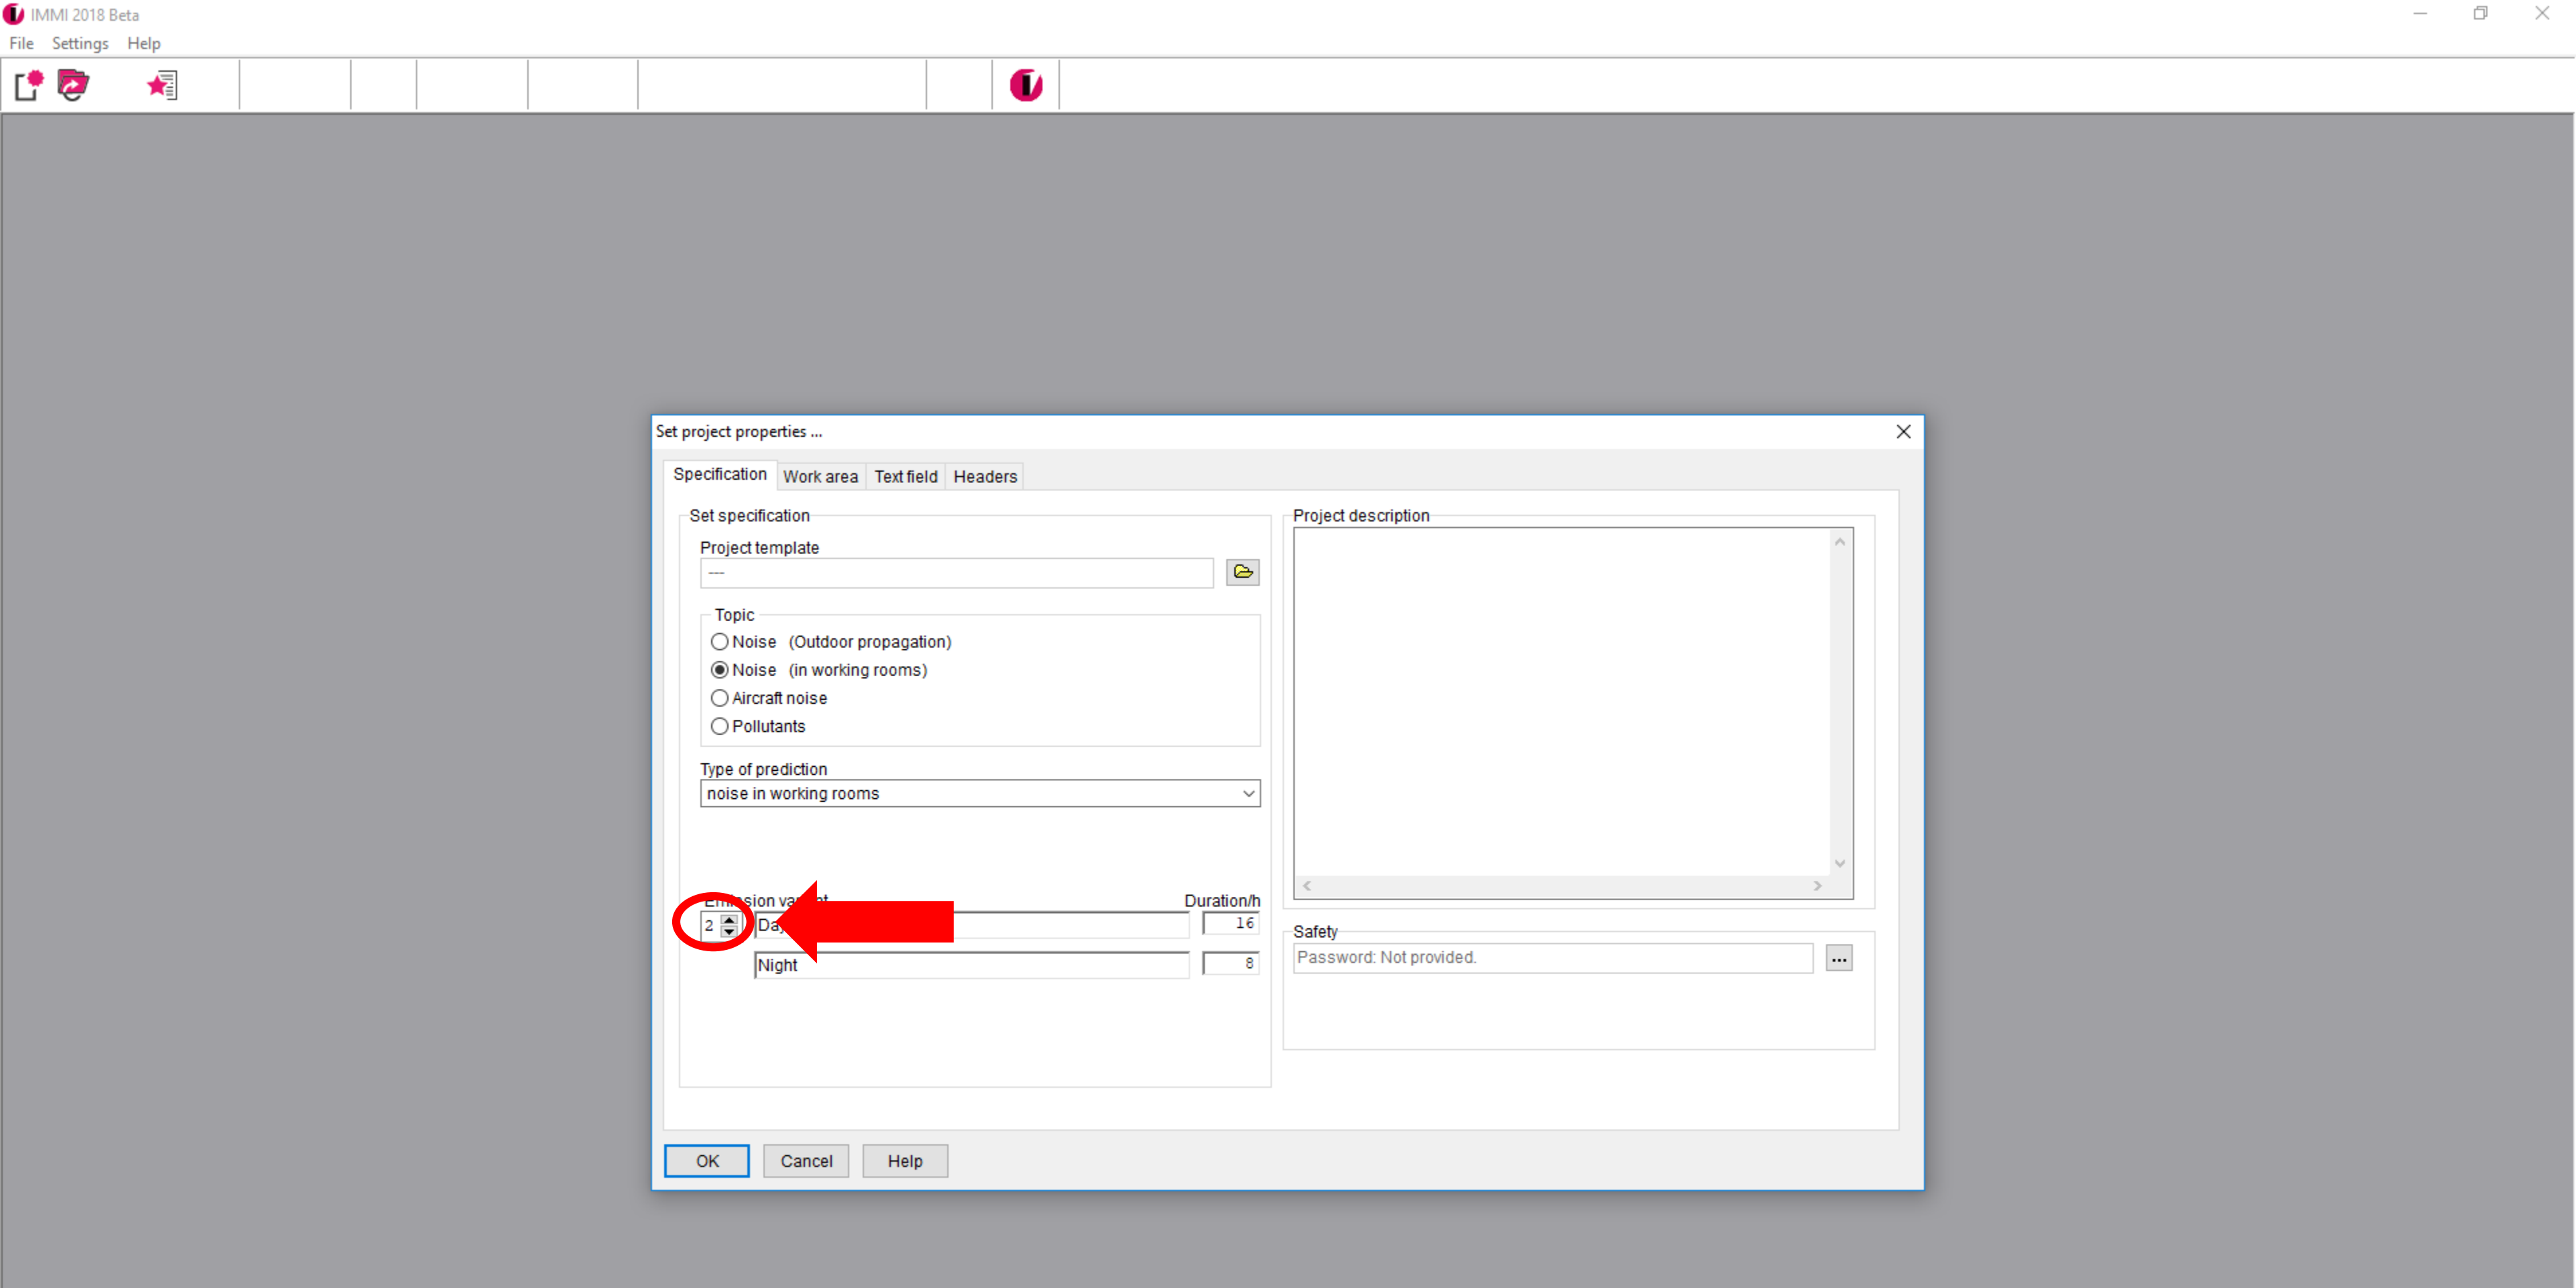 IMMI 2018 Beta
File Settings Help
Set project properties ...
Specification Work area Text field Headers
Set specification
Project template
---
Topic
Noise (Outdoor propagation)
Noise (in working rooms)
Aircraft noise
Pollutants
Type of prediction
noise in working rooms
Duration/h
2
16
Night 8
Project description
Safety
Password: Not provided.
...
OK Cancel Help